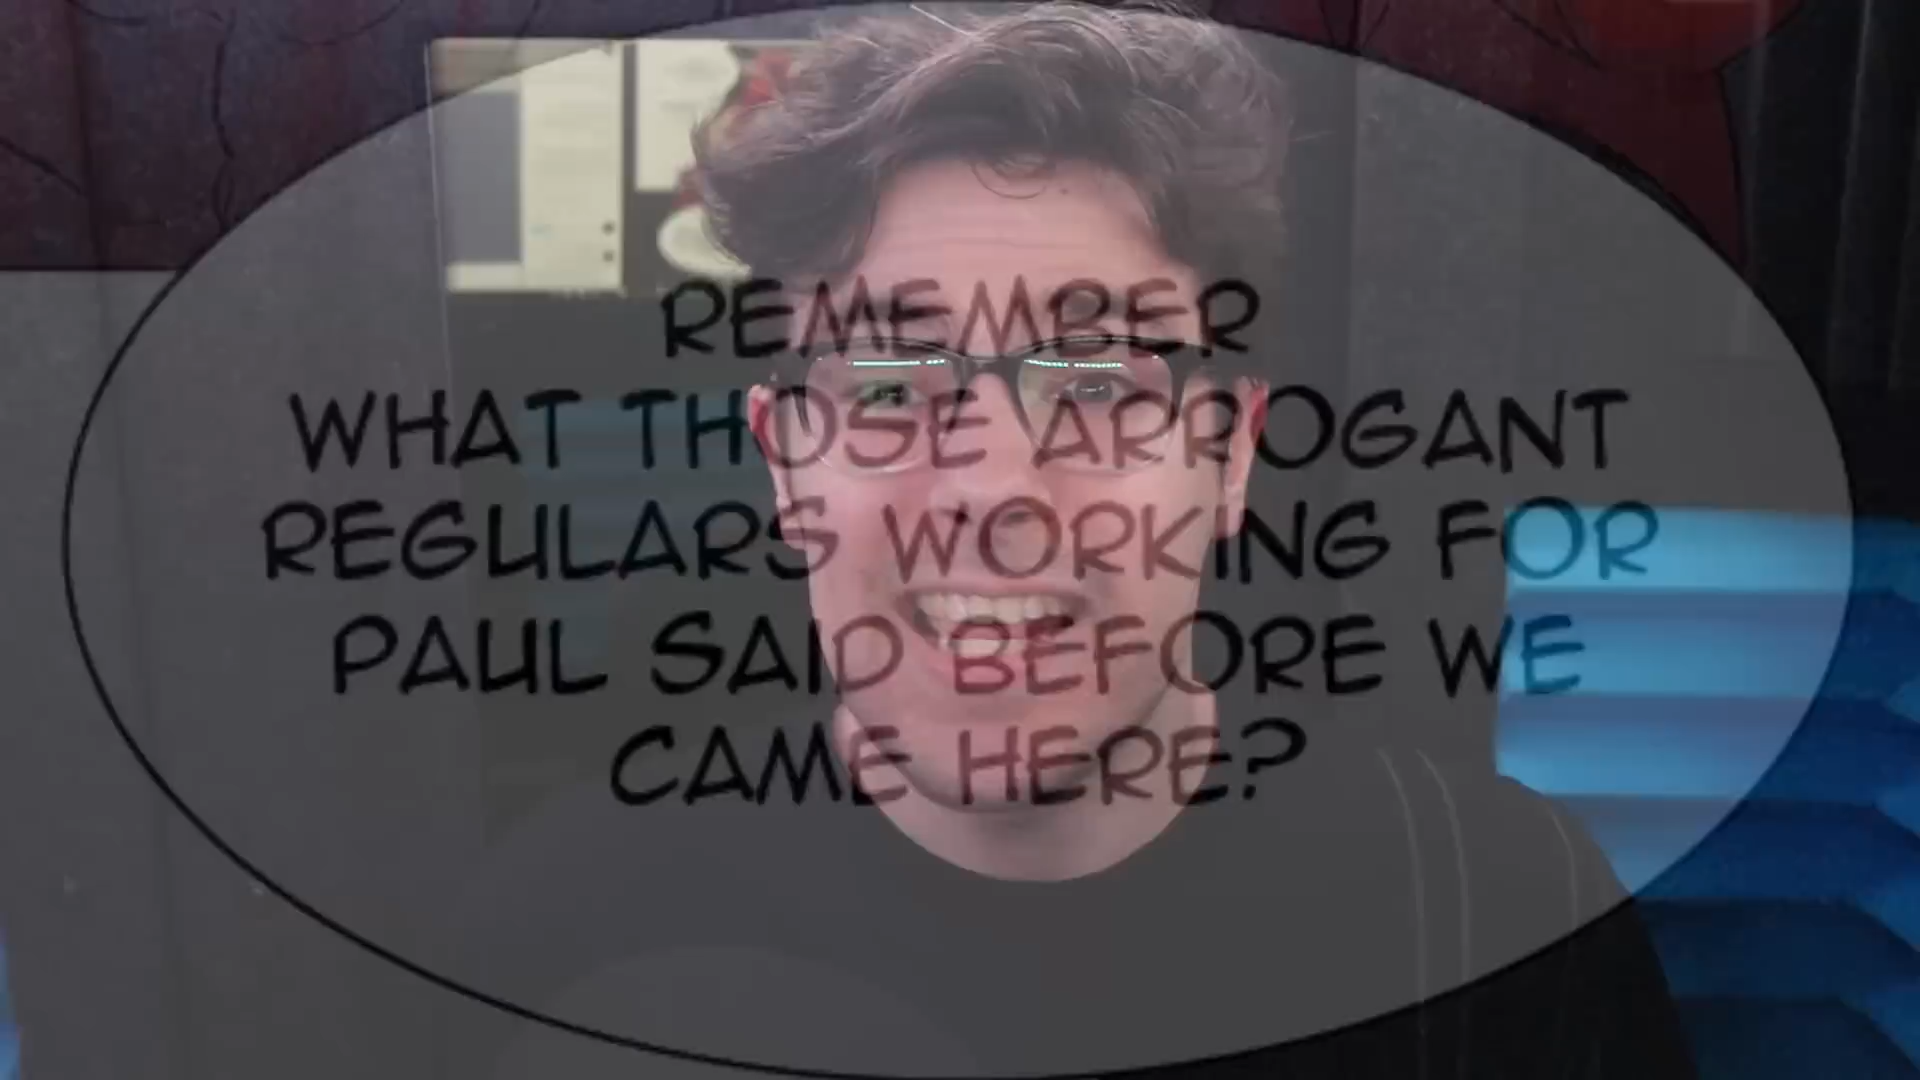 REMEMBER
WHAT THOSE ARROGANT
REGULARS WORKING FOR
PAUL SAID BEFORE WE
CAME HERE?